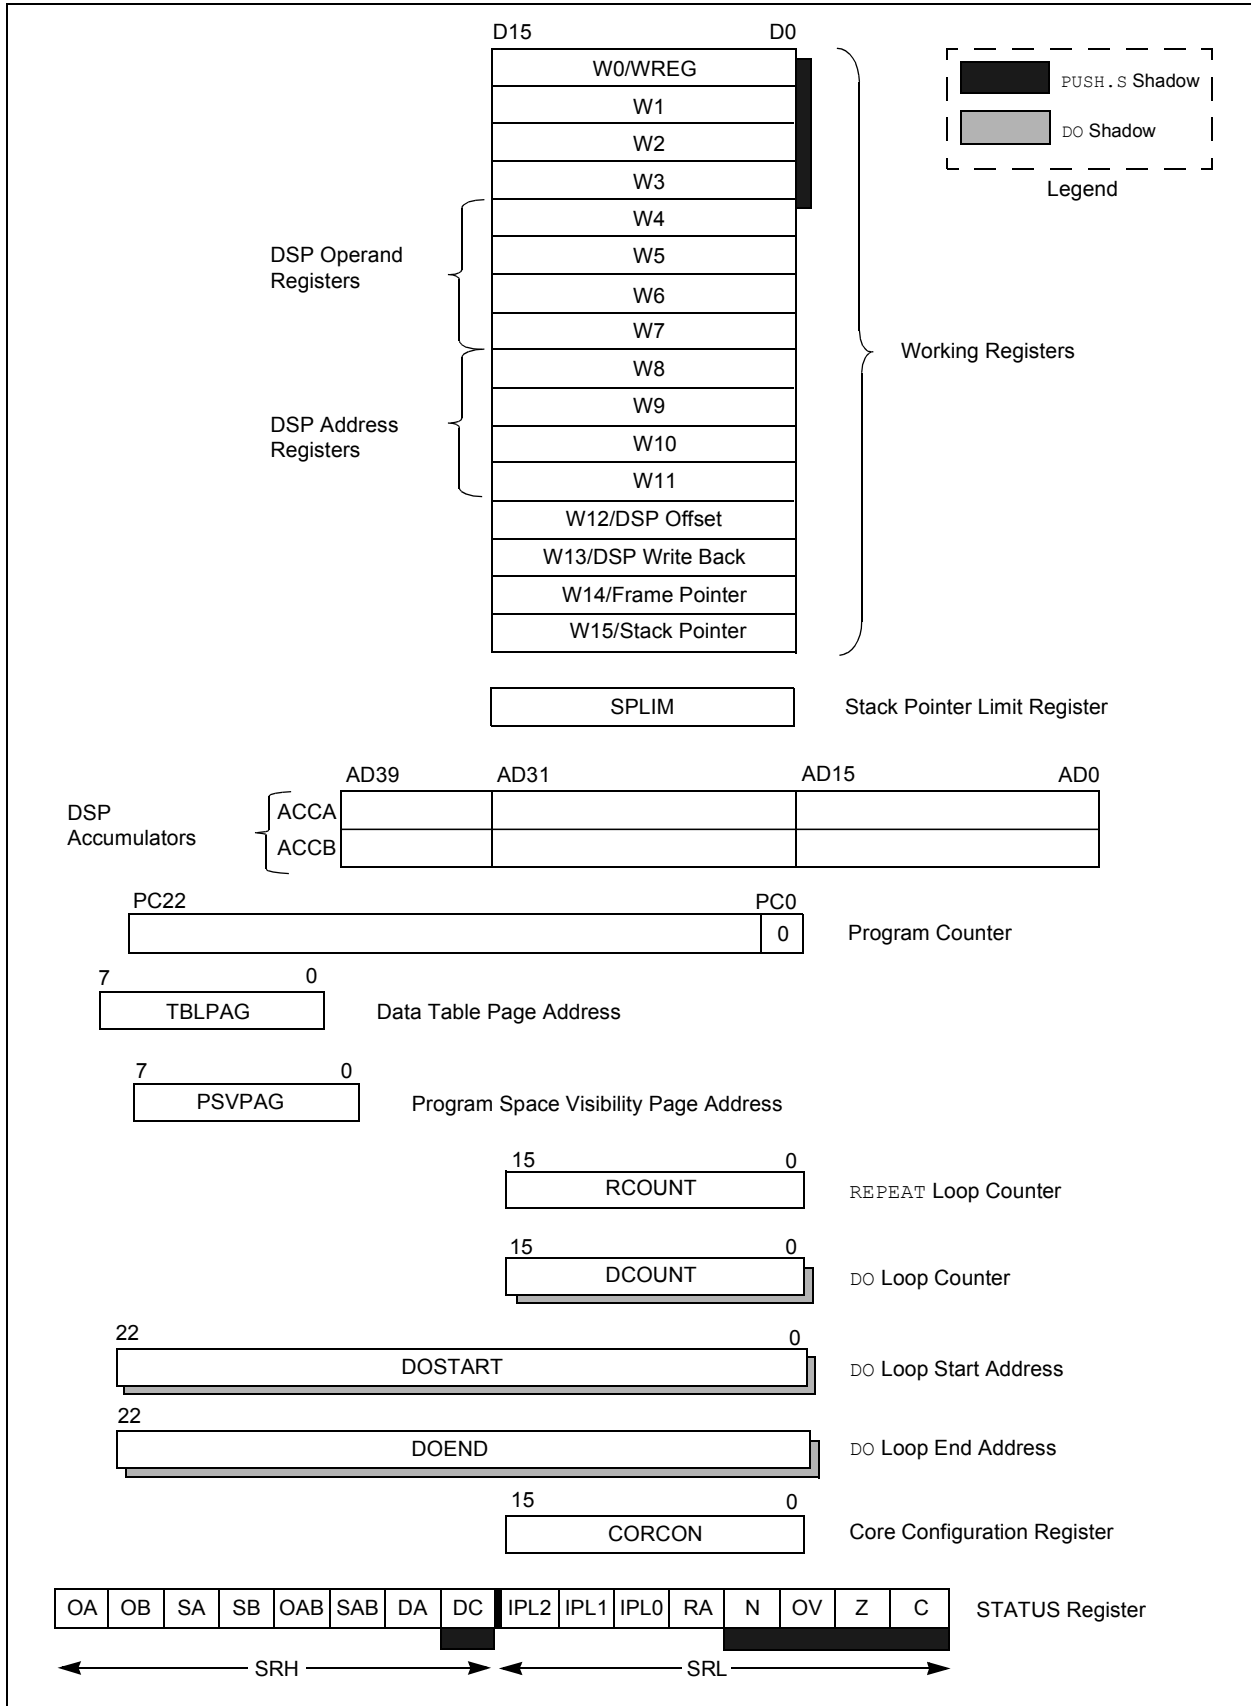 D15 D0
W0/WREG
W1
W2
W3
W4
W5
W6
W7
W8
W9
W10
W11
W12/DSP Offset
W13/DSP Write Back
W14/Frame Pointer
W15/Stack Pointer
PUSH.S Shadow
DO Shadow
Legend
DSP Operand
Registers
DSP Address
Registers
Working Registers
SPLIM Stack Pointer Limit Register
AD39 AD31 AD15 AD0
DSP
Accumulators
ACCA
ACCB
PC22 PC0
0 Program Counter
7 0
TBLPAG Data Table Page Address
7 0
PSVPAG Program Space Visibility Page Address
15 0
RCOUNT REPEAT Loop Counter
15 0
DCOUNT DO Loop Counter
22 0
DOSTART DO Loop Start Address
22
DOEND DO Loop End Address
15 0
CORCON Core Configuration Register
OA OB SA SB OAB SAB DA DC IPL2 IPL1 IPL0 RA N OV Z C STATUS Register
SRH SRL